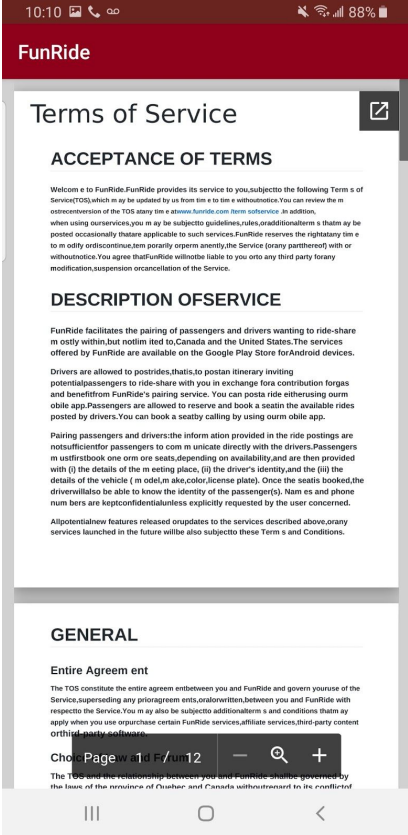 10:10 88%
FunRide
Terms of Service
ACCEPTANCE OF TERMS
Welcom e to FunRide.FunRide provides its service to you,subjectto the following Term s of
Service(TOS),which m ay be updated by us from tim e to tim e withoutnotice.You can review the m
ostrecentversion of the TOS atany tim e atwww.funride.com /term sofservice .in addition,
when using ourservices,you m ay be subjectto guidelines,rules,oradditionalterm s thatm ay be
posted occasionally thatare applicable to such services.FunRide reserves the rightatany tim e
to m odify ordiscontinue,tem porarily orperm anently,the Service (orany partthereof) with or
withoutnotice.You agree thatFunRide willnotbe liable to you orto any third party forany
modification,suspension orcancellation of the Service.
DESCRIPTION OFSERVICE
FunRide facilitates the pairing of passengers and drivers wanting to ride-share
m ostly within,but notlim ited to,Canada and the United States.The services
offered by FunRide are available on the Google Play Store forAndroid devices.
Drivers are allowed to postrides,thatis,to postan itinerary inviting
potentialpassengers to ride-share with you in exchange fora contribution forgas
and benefitfrom FunRide's pairing service. You can posta ride eitherusing ourm
obile app.Passengers are allowed to reserve and book a seatin the available rides
posted by drivers.You can book a seatby calling by using ourm obile app.
Pairing passengers and drivers:the inform ation provided in the ride postings are
notsufficientfor passengers to com m unicate directly with the drivers.Passengers
m ustfirstbook one orm ore seats,depending on availability,and are then provided
with (i) the details of the m eeting place, (ii) the driver's identity,and the (iii) the
details of the vehicle ( m odel,m ake,color,license plate). Once the seatis booked,the
driverwillalso be able to know the identity of the passenger(s). Nam es and phone
num bers are keptconfidentialunless explicitly requested by the user concerned.
Allpotentialnew features released orupdates to the services described above,orany
services launched in the future willbe also subjectto these Term s and Conditions.
GENERAL
Entire Agreem ent
The TOS constitute the entire agreem entbetween you and FunRide and govern youruse of the
Service,superseding any prioragreem ents,oralorwritten,between you and FunRide with
respectto the Service.You m ay also be subjectto additionalterm s and conditions thatm ay
apply when you use orpurchase certain FunRide services,affiliate services,third-party content
orthird-party software.
Choice of Law and Forum
Page 1 / 12
The TOS and the relationship between you and FunRide shallbe governed by
the laws of the province of Quebec and Canada withoutregard to its conflictof